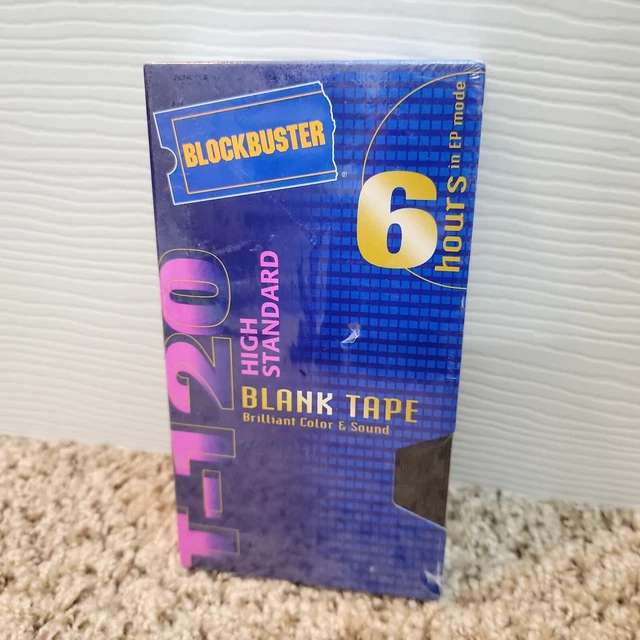 BLOCKBUSTER
®
6
hours in EP mode
T-120
HIGH
STANDARD
BLANK TAPE
Brilliant Color & Sound